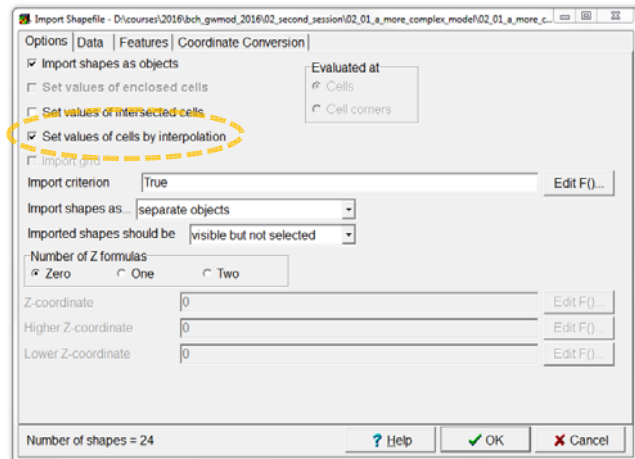 Import Shapefile - D:\courses\2016\bch_gwmod_2016\02_second_session\02_01_a_more_complex_model\02_01_a_more_c...
Options Data Features Coordinate Conversion
Import shapes as objects
Evaluated at
Set values of enclosed cells
Cells
Set values of intersected cells
Cell corners
Set values of cells by interpolation
Import grid
Import criterion True Edit F()...
Import shapes as... separate objects
Imported shapes should be visible but not selected
Number of Z formulas
Zero One Two
Z-coordinate 0 Edit F()...
Higher Z-coordinate 0 Edit F()...
Lower Z-coordinate 0 Edit F()...
Number of shapes = 24 ? Help OK Cancel